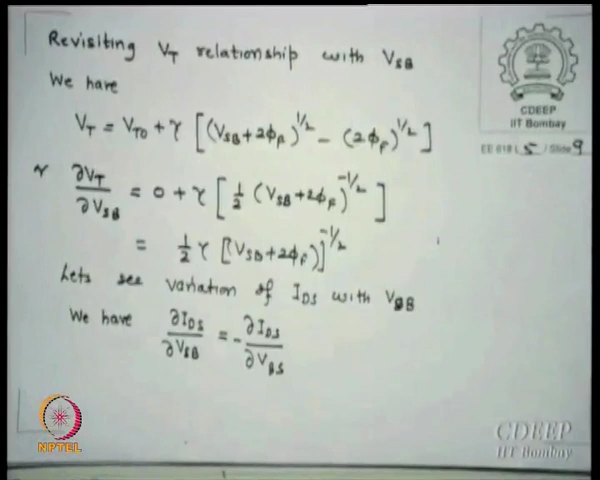 Revisiting V_T relationship with V_SB
We have
V_T = V_T0 + γ [(V_SB+2ϕ_F)^1/2 − (2ϕ_F)^1/2]
∂V_T/∂V_SB = 0 + γ [1/2 (V_SB+2ϕ_F)^-1/2]
= 1/2 γ [V_SB+2ϕ_F)]^-1/2
Lets see variation of I_DS with V_SB
We have ∂I_DS/∂V_SB = -∂I_DS/∂V_BS
CDEEP
IIT Bombay
EE 618 L 5 / Slide 9
NPTEL
CDEEP
IIT Bombay